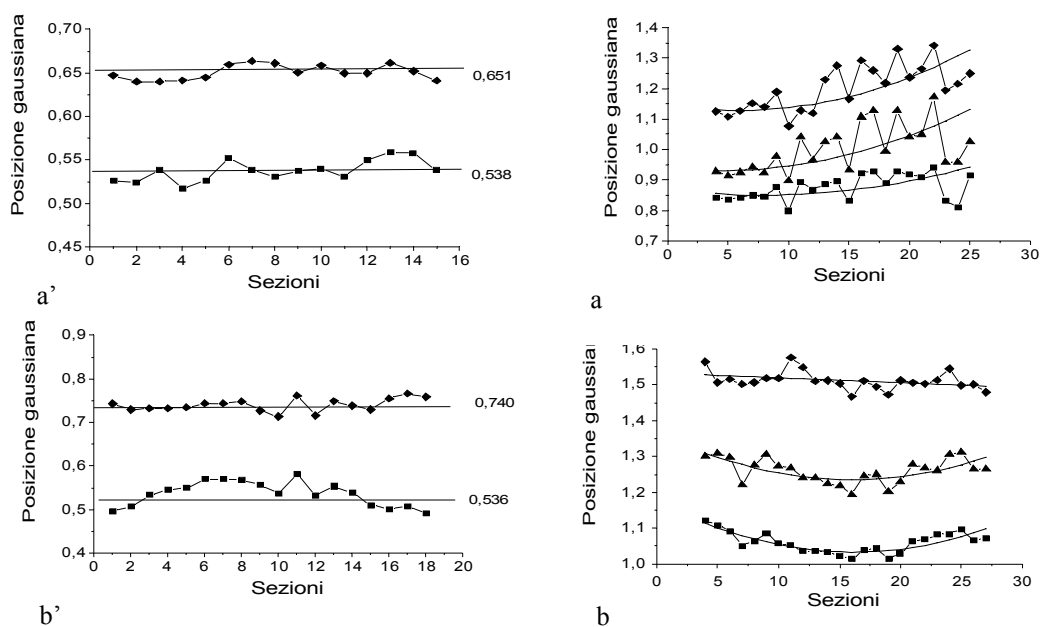 0,70
0,65
0,60
0,55
0,50
0,45
Posizione gaussiana
0 2 4 6 8 10 12 14 16
Sezioni
0,651
0,538
a’
1,4
1,3
1,2
1,1
1,0
0,9
0,8
0,7
Posizione gaussiana
0 5 10 15 20 25 30
Sezioni
a
0,9
0,8
0,7
0,6
0,5
0,4
Posizione gaussiana
0 2 4 6 8 10 12 14 16 18 20
Sezioni
0,740
0,536
b’
1,6
1,5
1,4
1,3
1,2
1,1
1,0
Posizione gaussia
0 5 10 15 20 25 30
Sezioni
b